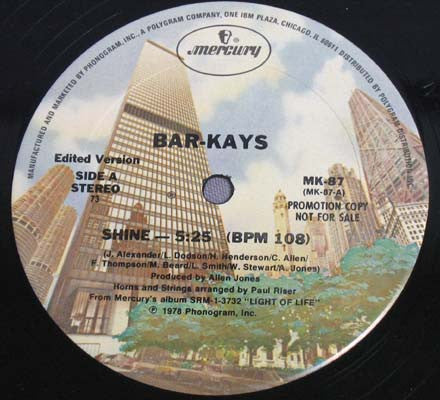 MANUFACTURED AND MARKETED BY PHONOGRAM, INC., A POLYGRAM COMPANY, ONE IBM PLAZA, CHICAGO, IL 60611 DISTRIBUTED BY POLYGRAM DISTRIBUTION, INC.
mercury
BAR-KAYS
Edited Version
SIDE A
STEREO
73
MK-87
(MK-87-A)
PROMOTION COPY
NOT FOR SALE
SHINE — 5:25 (BPM 108)
(J. Alexander/L. Dodson/H. Henderson/C. Allen/
F. Thompson/M. Beard/L. Smith/W. Stewart/A. Jones)
Produced by Allen Jones
Horns and Strings arranged by Paul Riser
From Mercury's album SRM-1-3732 "LIGHT OF LIFE"
℗ 1978 Phonogram, Inc.